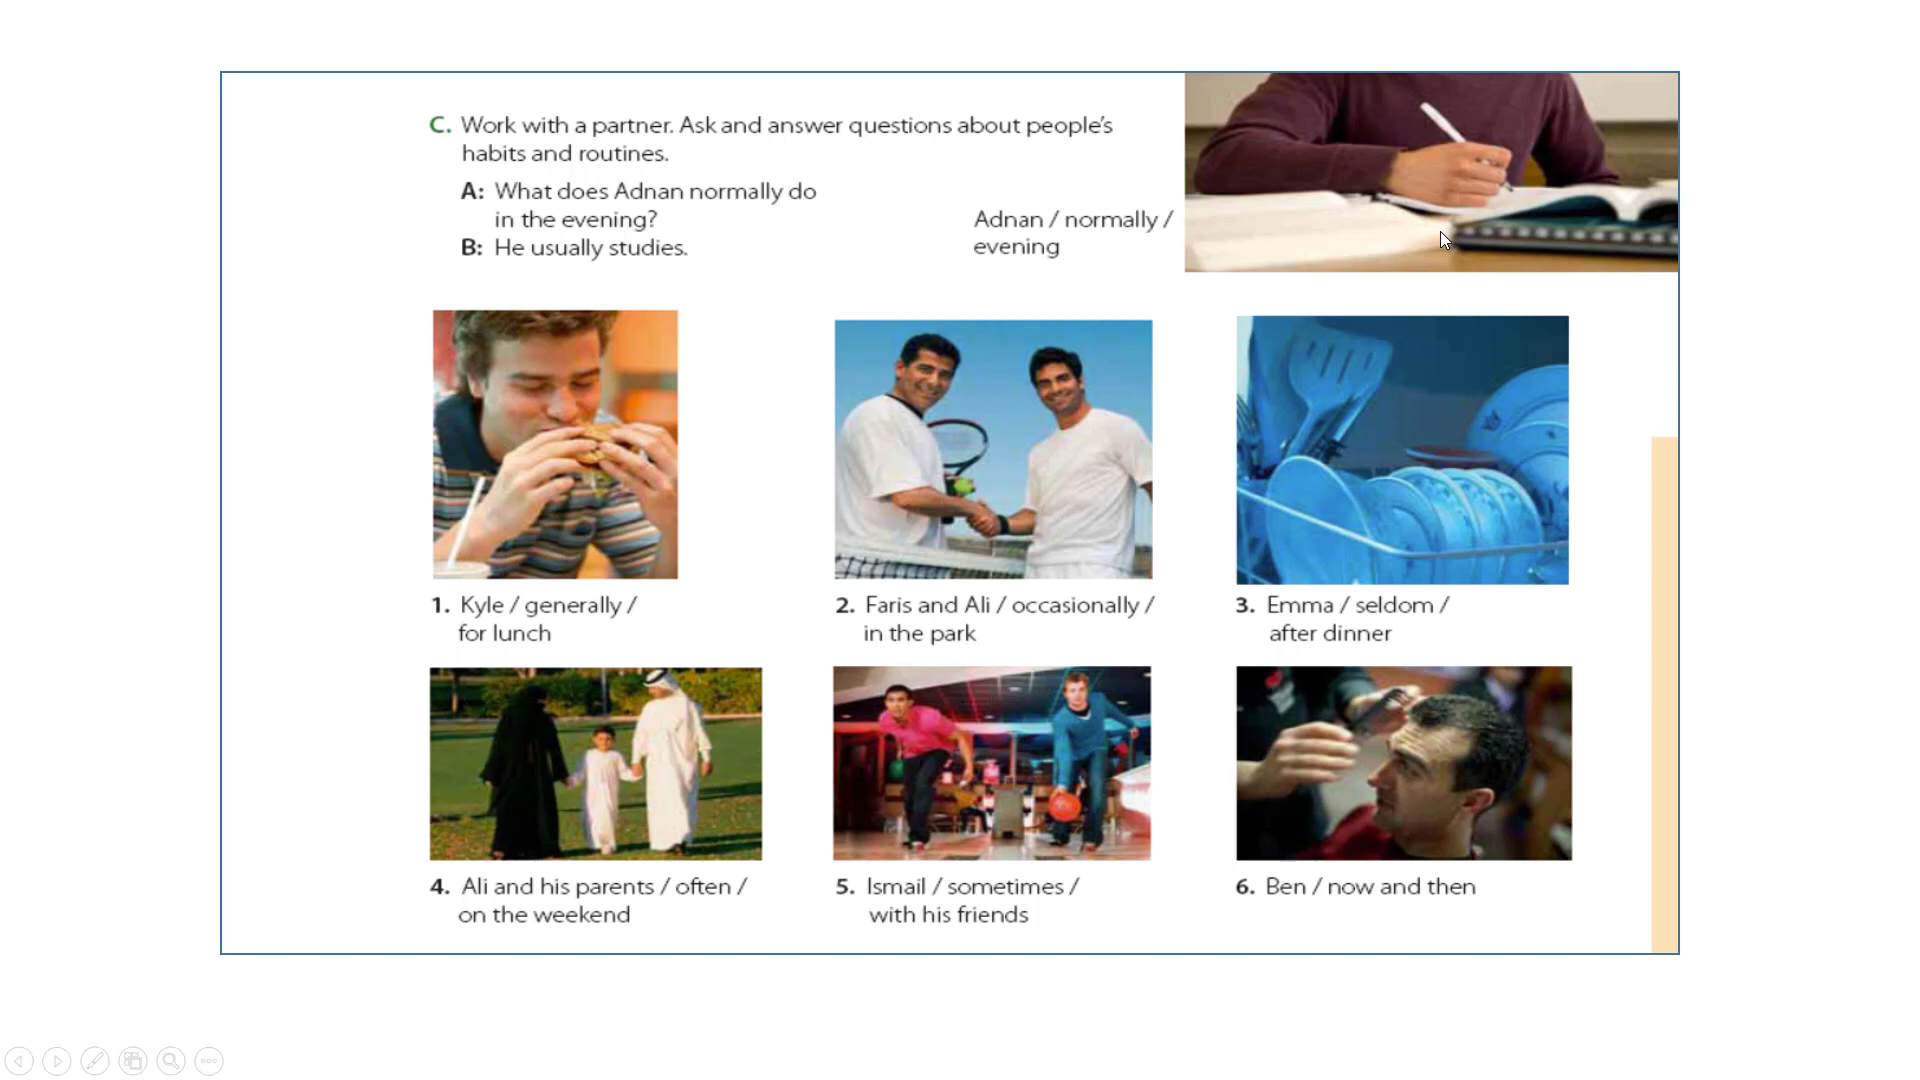 C. Work with a partner. Ask and answer questions about people's
habits and routines.
A: What does Adnan normally do
in the evening?
B: He usually studies.
Adnan / normally /
evening
1. Kyle / generally /
for lunch
2. Faris and Ali / occasionally /
in the park
3. Emma / seldom /
after dinner
4. Ali and his parents / often /
on the weekend
5. Ismail / sometimes /
with his friends
6. Ben / now and then